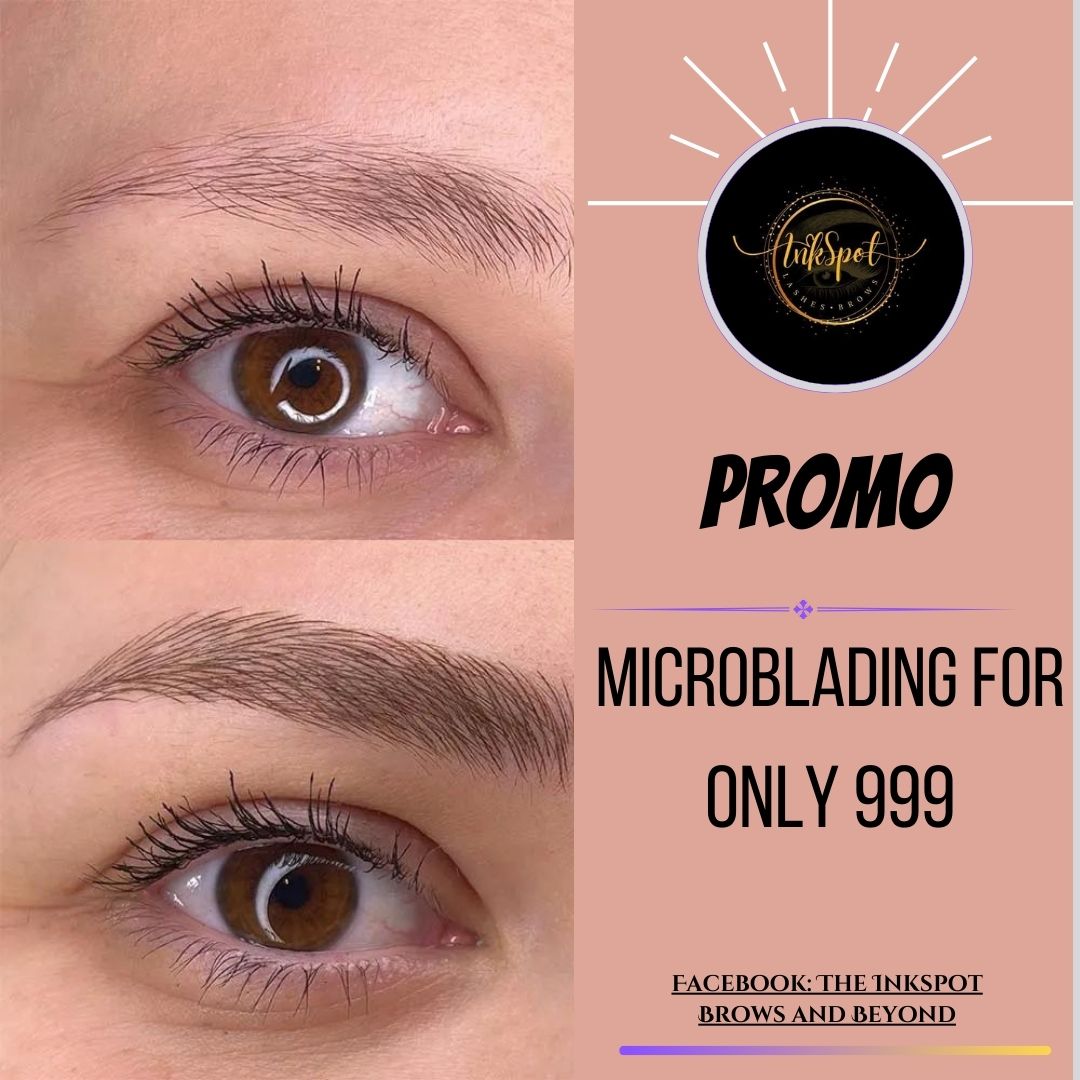 InkSpot
LASHES • BROWS
PROMO
MICROBLADING FOR
ONLY 999
FACEBOOK: THE INKSPOT
BROWS AND BEYOND